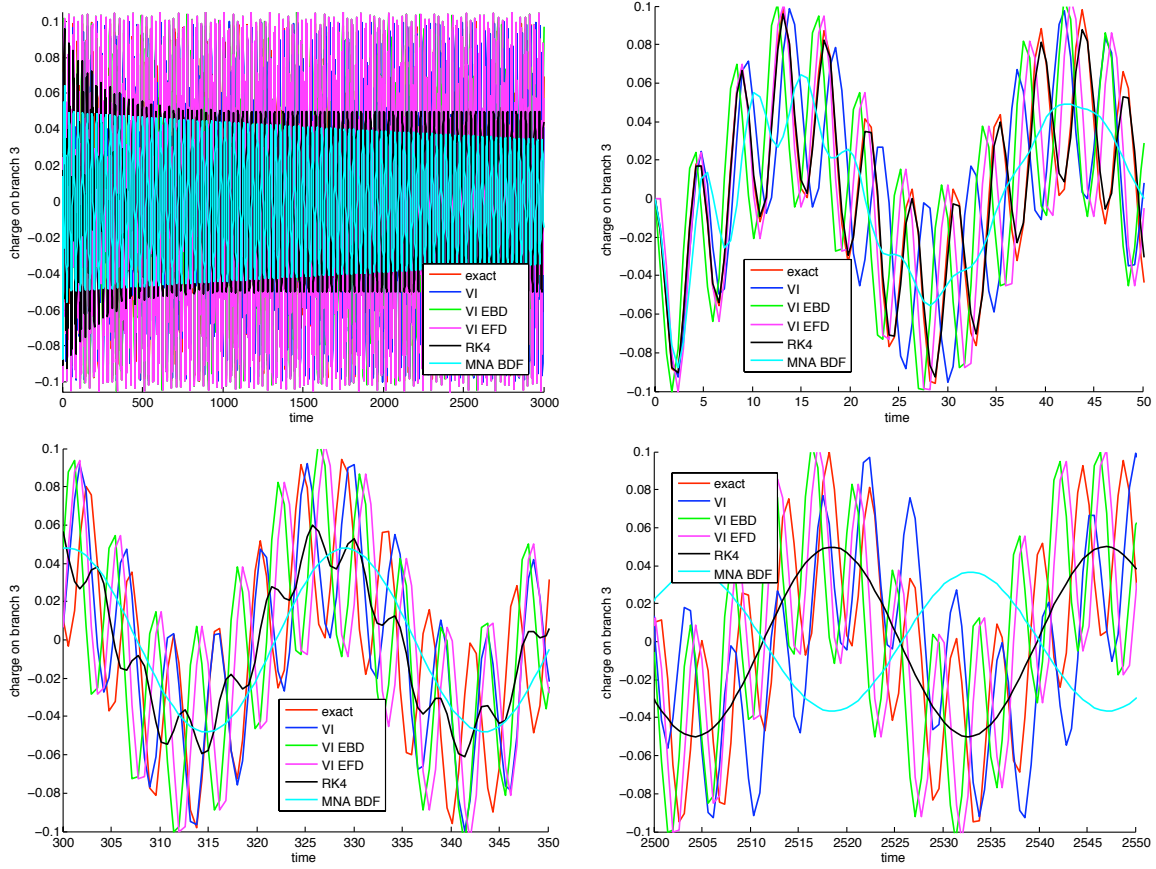 0.1
0.08
0.06
0.04
0.02
0
−0.02
−0.04
−0.06
−0.08
−0.1
charge on branch 3
0
500
1000
1500
2000
2500
3000
time
exact
VI
VI EBD
VI EFD
RK4
MNA BDF
0.1
0.08
0.06
0.04
0.02
0
−0.02
−0.04
−0.06
−0.08
−0.1
charge on branch 3
0
5
10
15
20
25
30
35
40
45
50
time
exact
VI
VI EBD
VI EFD
RK4
MNA BDF
0.1
0.08
0.06
0.04
0.02
0
−0.02
−0.04
−0.06
−0.08
−0.1
charge on branch 3
300
305
310
315
320
325
330
335
340
345
350
time
exact
VI
VI EBD
VI EFD
RK4
MNA BDF
0.1
0.08
0.06
0.04
0.02
0
−0.02
−0.04
−0.06
−0.08
−0.1
charge on branch 3
2500
2505
2510
2515
2520
2525
2530
2535
2540
2545
2550
time
exact
VI
VI EBD
VI EFD
RK4
MNA BDF